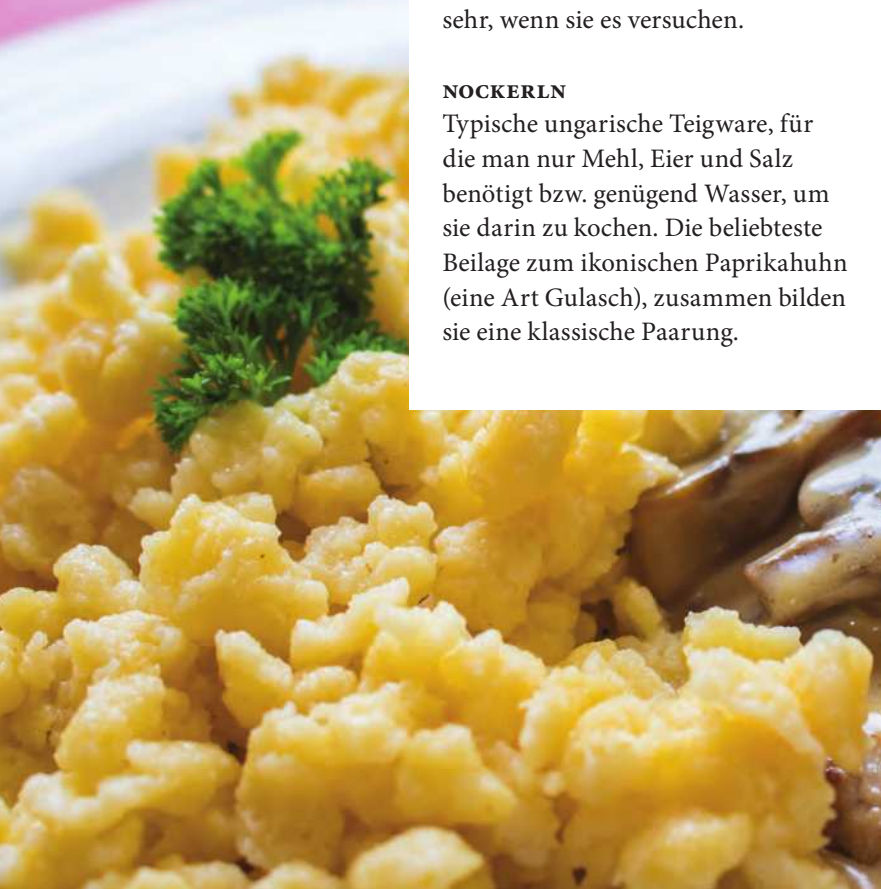 sehr, wenn sie es versuchen.
NOCKERLN
Typische ungarische Teigware, für
die man nur Mehl, Eier und Salz
benötigt bzw. genügend Wasser, um
sie darin zu kochen. Die beliebteste
Beilage zum ikonischen Paprikahuhn
(eine Art Gulasch), zusammen bilden
sie eine klassische Paarung.